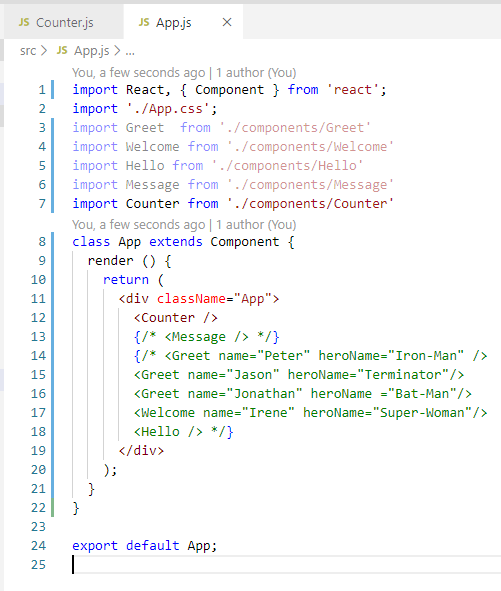 JS Counter.js JS App.js ×
src > JS App.js > ...
You, a few seconds ago | 1 author (You)
1 import React, { Component } from 'react';
2 import './App.css';
3 import Greet  from './components/Greet'
4 import Welcome from './components/Welcome'
5 import Hello from './components/Hello'
6 import Message from './components/Message'
7 import Counter from './components/Counter'
You, a few seconds ago | 1 author (You)
8 class App extends Component {
9   render () {
10     return (
11       <div className="App">
12         <Counter />
13         {/* <Message /> */}
14         {/* <Greet name="Peter" heroName="Iron-Man" />
15         <Greet name="Jason" heroName="Terminator"/>
16         <Greet name="Jonathan" heroName ="Bat-Man"/>
17         <Welcome name="Irene" heroName="Super-Woman"/>
18         <Hello /> */}
19       </div>
20     );
21   }
22 }
23
24 export default App;
25